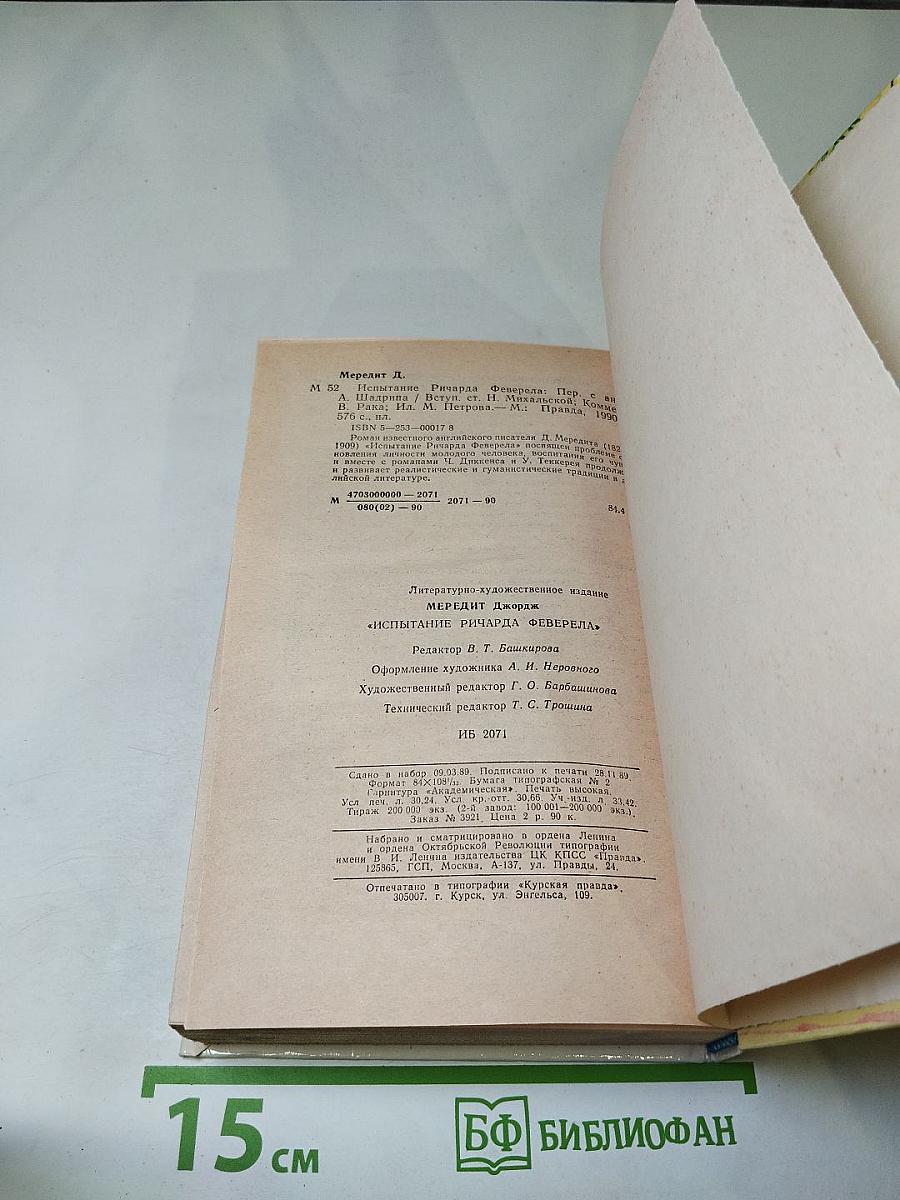 Мередит Д.
М 52 Испытание Ричарда Феверела: Пер. с ан
А. Шадрина / Вступ. ст. Н. Михальской; Комме
В. Рака; Ил. М. Петрова.— М.: Правда, 1990
576 с., ил.
ISBN 5—253—00017 8
Роман известного английского писателя Д. Мередита (182
1909) «Испытание Ричарда Феверела» посвящен проблеме с
новления личности молодого человека, воспитания его чув
и вместе с романами Ч. Диккенса и У. Теккерея продолж
и развивает реалистические и гуманистические традиции в а
лийской литературе.
М 4703000000 — 2071
080(02) — 90 2071 — 90
84.4
Литературно-художественное издание
МЕРЕДИТ Джордж
«ИСПЫТАНИЕ РИЧАРДА ФЕВЕРЕЛА»
Редактор В. Т. Башкирова
Оформление художника А. И. Неровного
Художественный редактор Г. О. Барбашинова
Технический редактор Т. С. Трошина
ИБ 2071
Сдано в набор 09.03.89. Подписано к печати 28.11.89.
Формат 84×108¹/₃₂. Бумага типографская № 2
Гарнитура «Академическая». Печать высокая.
Усл печ. л. 30,24. Усл. кр.-отт. 30,66. Уч-изд. л. 33,42.
Тираж 200 000 экз. (2-й завод: 100 001—200 000 экз.).
Заказ № 3921. Цена 2 р. 90 к.
Набрано и сматрицировано в ордена Ленина
и ордена Октябрьской Революции типографии
имени В. И. Ленина издательства ЦК КПСС «Правда».
125865, ГСП, Москва, А-137, ул. Правды, 24.
Отпечатано в типографии «Курская правда».
305007. г. Курск, ул. Энгельса, 109.
15 см
БФ БИБЛИОФАН